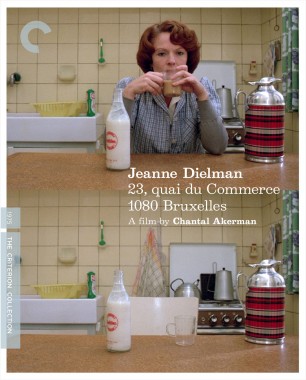 Jeanne Dielman
23, quai du Commerce
1080 Bruxelles
A film by Chantal Akerman
THE CRITERION COLLECTION